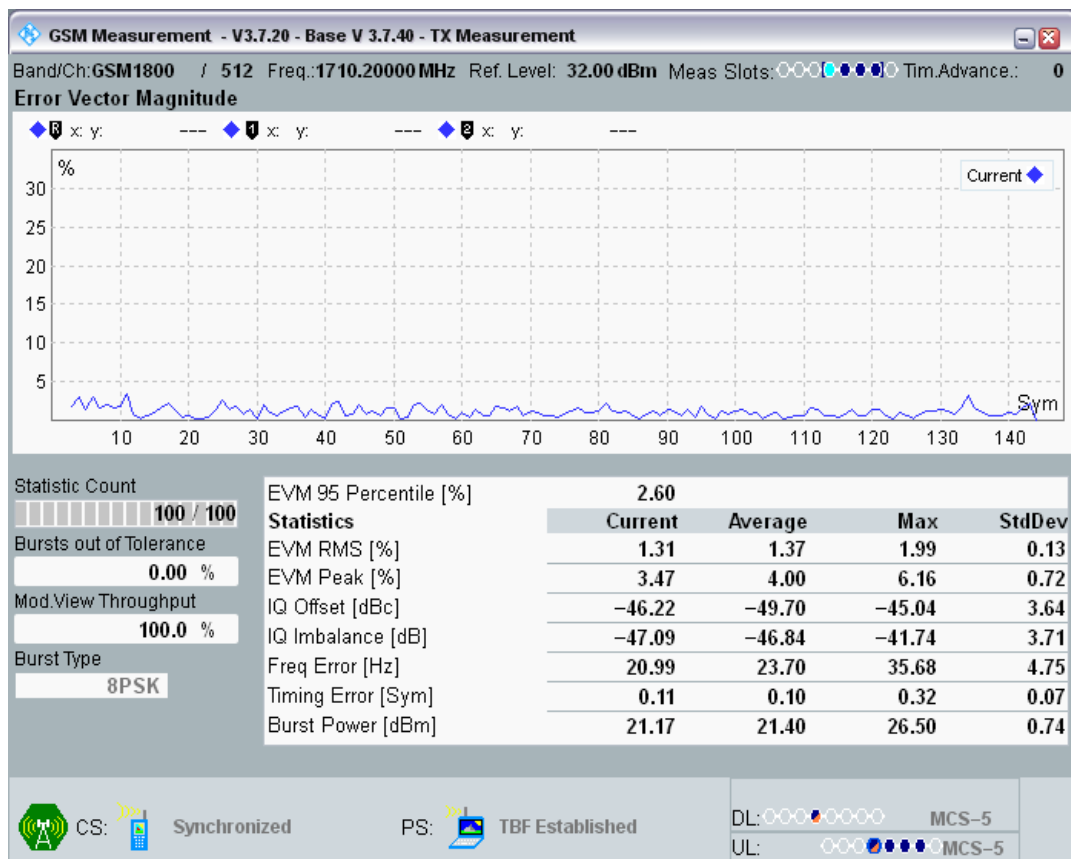 GSM Measurement - V3.7.20 - Base V 3.7.40 - TX Measurement
Band/Ch:GSM1800 / 512 Freq.:1710.20000 MHz Ref. Level: 32.00 dBm Meas Slots: Tim.Advance.: 0
Error Vector Magnitude
R x: y: --- 1 x: y: --- 2 x: y: ---
%
Current
30
25
20
15
10
5
Sym
10 20 30 40 50 60 70 80 90 100 110 120 130 140
Statistic Count
100 / 100
Bursts out of Tolerance
0.00 %
Mod.View Throughput
100.0 %
Burst Type
8PSK
EVM 95 Percentile [%] 2.60
Statistics Current Average Max StdDev
EVM RMS [%] 1.31 1.37 1.99 0.13
EVM Peak [%] 3.47 4.00 6.16 0.72
IQ Offset [dBc] −46.22 −49.70 −45.04 3.64
IQ Imbalance [dB] −47.09 −46.84 −41.74 3.71
Freq Error [Hz] 20.99 23.70 35.68 4.75
Timing Error [Sym] 0.11 0.10 0.32 0.07
Burst Power [dBm] 21.17 21.40 26.50 0.74
CS: Synchronized PS: TBF Established
DL: MCS−5
UL: MCS−5